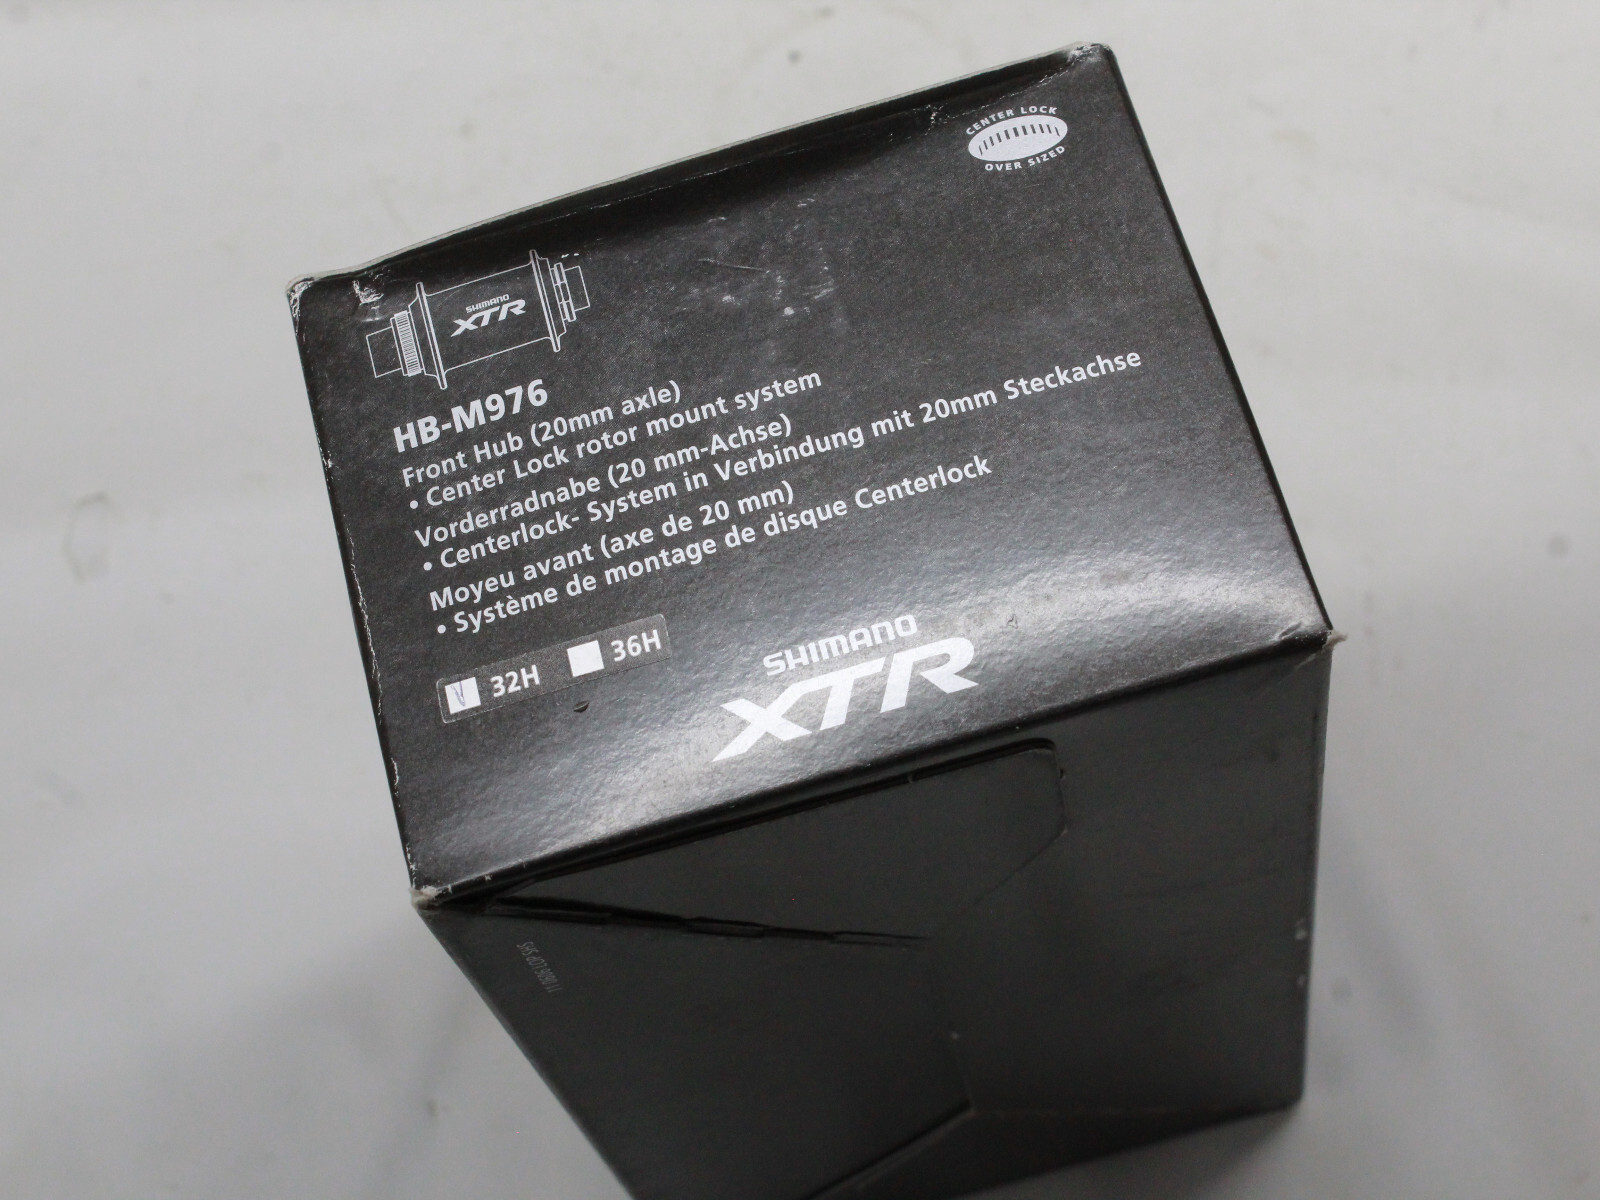 CENTER LOCK
OVER SIZED
SHIMANO
XTR
HB-M976
Front Hub (20mm axle)
• Center Lock rotor mount system
Vorderradnabe (20 mm-Achse)
• Centerlock- System in Verbindung mit 20mm Steckachse
Moyeu avant (axe de 20 mm)
• Système de montage de disque Centerlock
32H 36H
SHIMANO
XTR